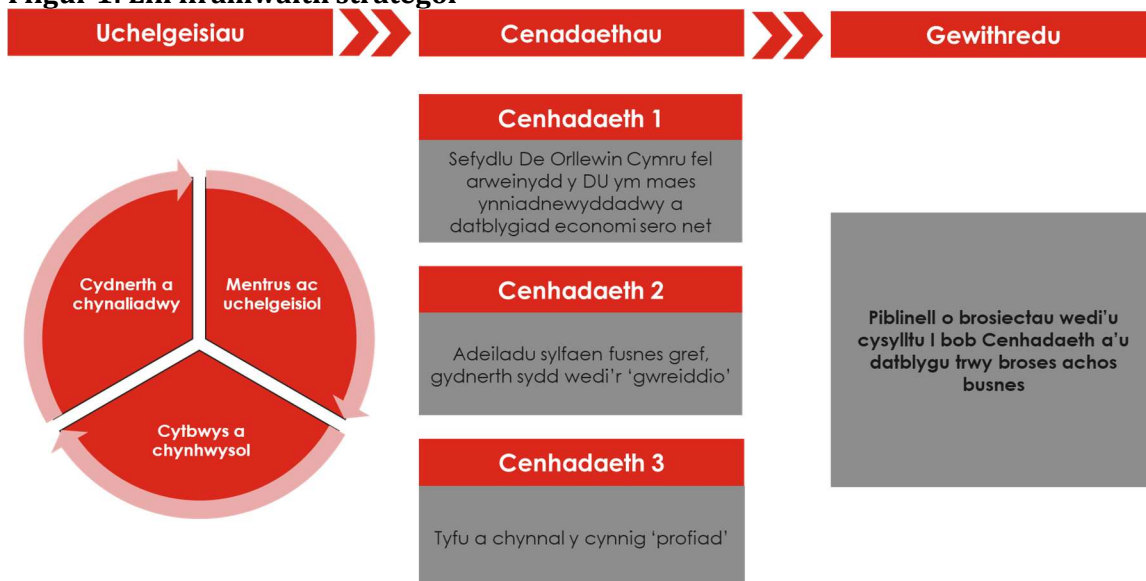 Uchelgeisiau
Cenadaethau
Gewithredu
Cydnerth a
chynaliadwy
Mentrus ac
uchelgeisiol
Cytbwys a
chynhwysol
Cenhadaeth 1
Sefydlu De Orllewin Cymru fel
arweinydd y DU ym maes
ynniadnewyddadwy a
datblygiad economi sero net
Cenhadaeth 2
Adeiladu sylfaen fusnes gref,
gydnerth sydd wedi’r ‘gwreiddio’
Cenhadaeth 3
Tyfu a chynnal y cynnig ‘profiad’
Piblinell o brosiectau wedi’u
cysylltu I bob Cenhadaeth a’u
datblygu trwy broses achos
busnes